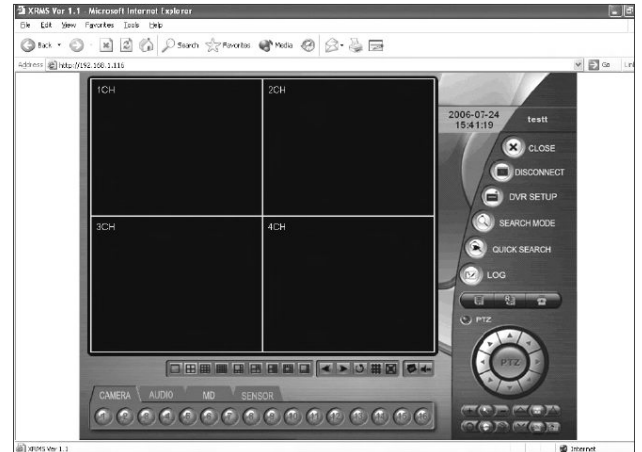 XRMS Ver 1.1 - Microsoft Internet Explorer
File Edit View Favorites Tools Help
Back Search Favorites Media
Address http://192.168.1.116 Go Lin
1CH 2CH
2006-07-24
15:41:19
testt
CLOSE
DISCONNECT
DVR SETUP
3CH 4CH
SEARCH MODE
QUICK SEARCH
LOG
PTZ
PTZ
CAMERA AUDIO MD SENSOR
XRMS Ver 1.1 Internet